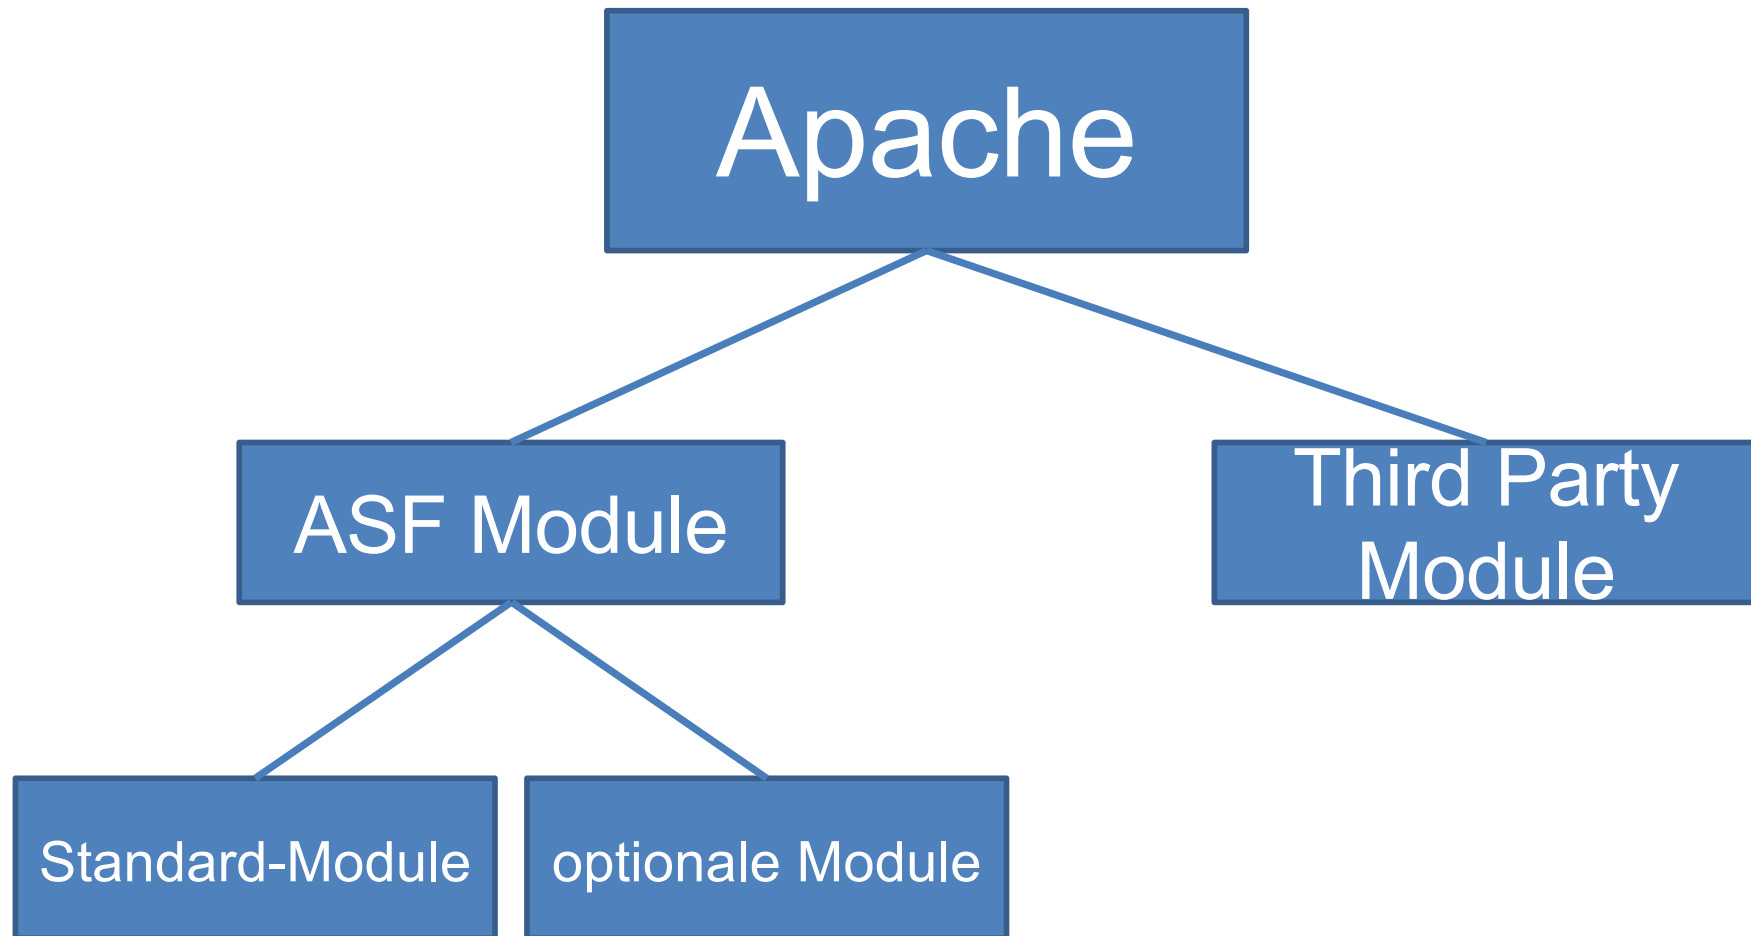 Apache
ASF Module
Third Party
Module
Standard-Module
optionale Module